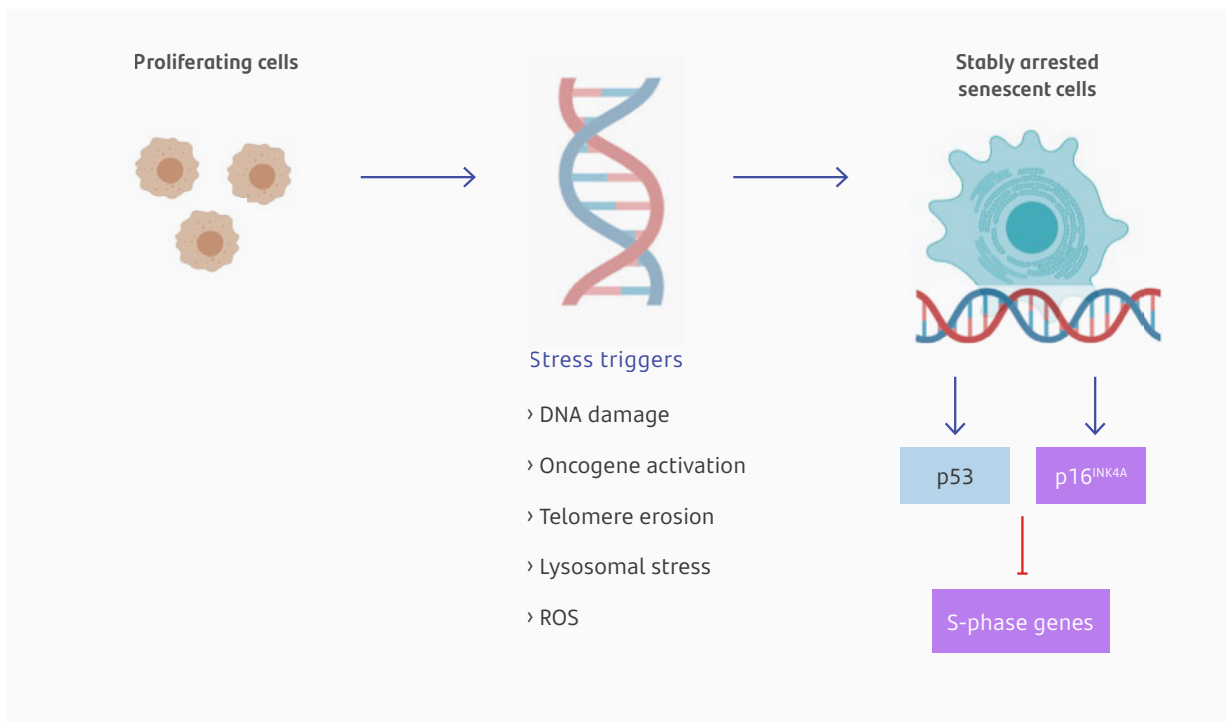 Proliferating cells
Stably arrested
senescent cells
Stress triggers
› DNA damage
› Oncogene activation
› Telomere erosion
› Lysosomal stress
› ROS
p53
p16INK4A
S-phase genes